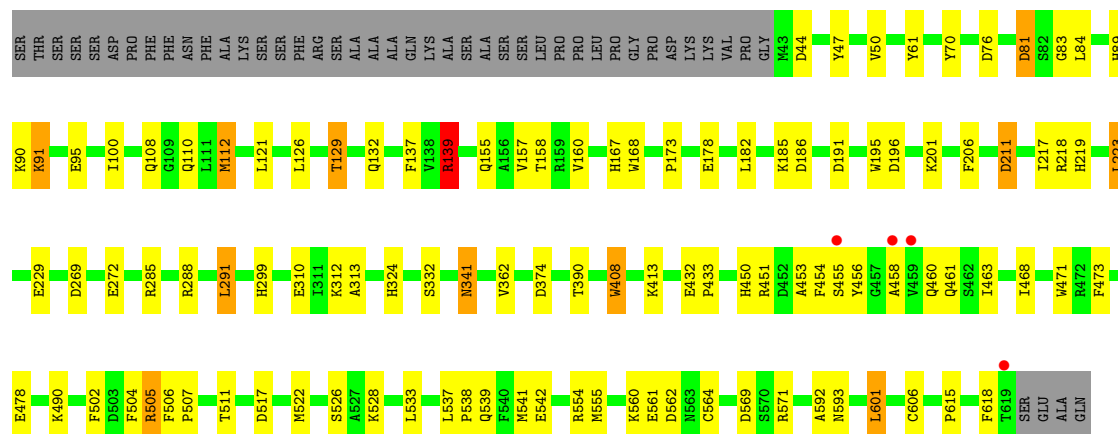 SER THR SER SER SER ASP PRO PHE PHE ASN PHE ALA LYS SER SER PHE ARG SER ALA ALA ALA GLN LYS ALA SER ALA SER SER LEU PRO PRO LEU PRO GLY PRO ASP LYS LYS VAL PRO GLY M43 D44 Y47 V50 Y61 Y70 D76 D81 S82 G83 L84 H89
K90 K91 E95 I100 Q108 G109 Q110 L111 M112 L121 L126 T129 Q132 F137 V138 R139 Q155 A156 V157 T158 R159 V160 H167 W168 P173 E178 L182 K185 D186 D191 W195 D196 K201 F206 D211 I217 R218 H219 L223
E229 D269 E272 R285 R288 L291 H299 E310 I311 K312 A313 H324 S332 N341 V362 D374 T390 W408 K413 E432 P433 H450 R451 D452 A453 F454 S455 Y456 G457 A458 V459 Q460 Q461 S462 I463 I468 W471 R472 F473
E478 K490 F502 D503 F504 R505 F506 P507 T511 D517 M522 S526 A527 K528 L533 L537 P538 Q539 F540 M541 E542 R554 M555 K560 E561 D562 N563 C564 D569 S570 R571 A592 N593 L601 C606 P615 F618 T619 SER GLU ALA GLN